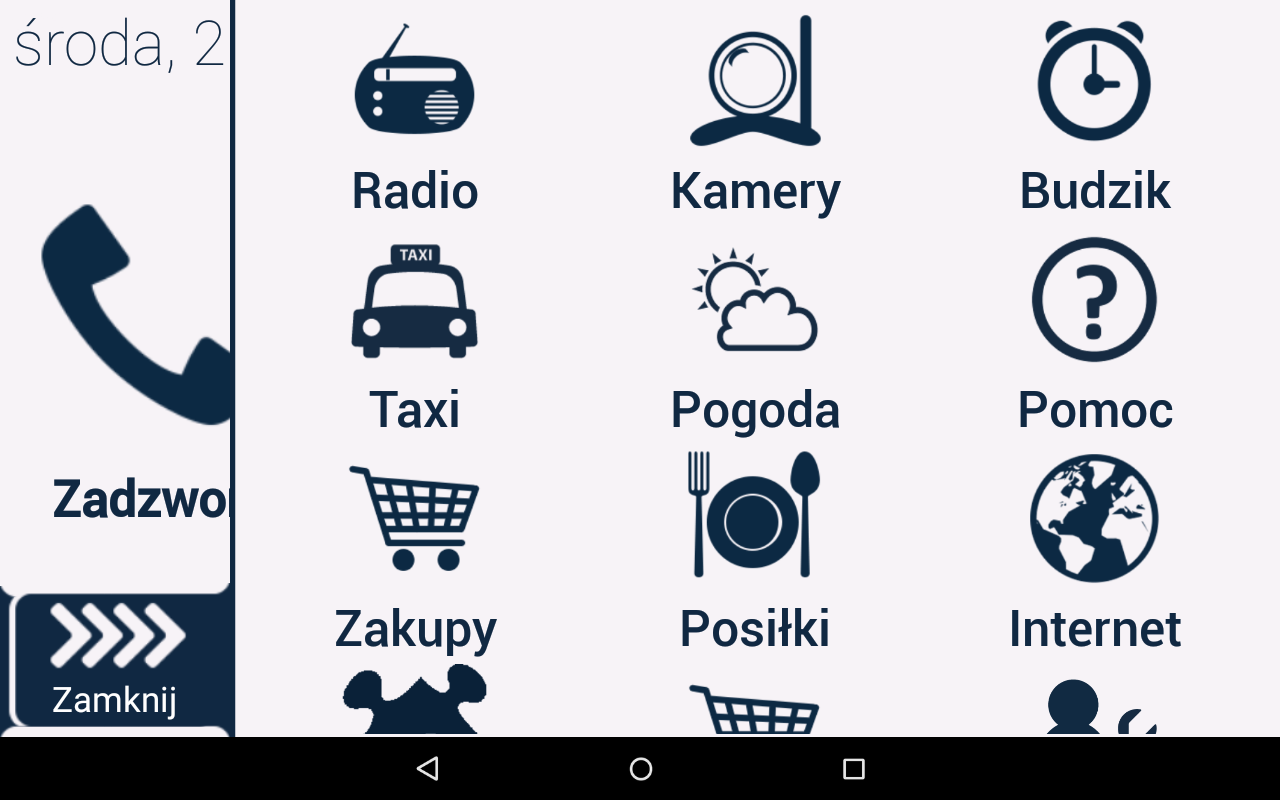 środa, 2
Radio
Kamery
Budzik
TAXI
Taxi
Pogoda
Pomoc
Zadzwo
Zakupy
Posiłki
Internet
Zamknij